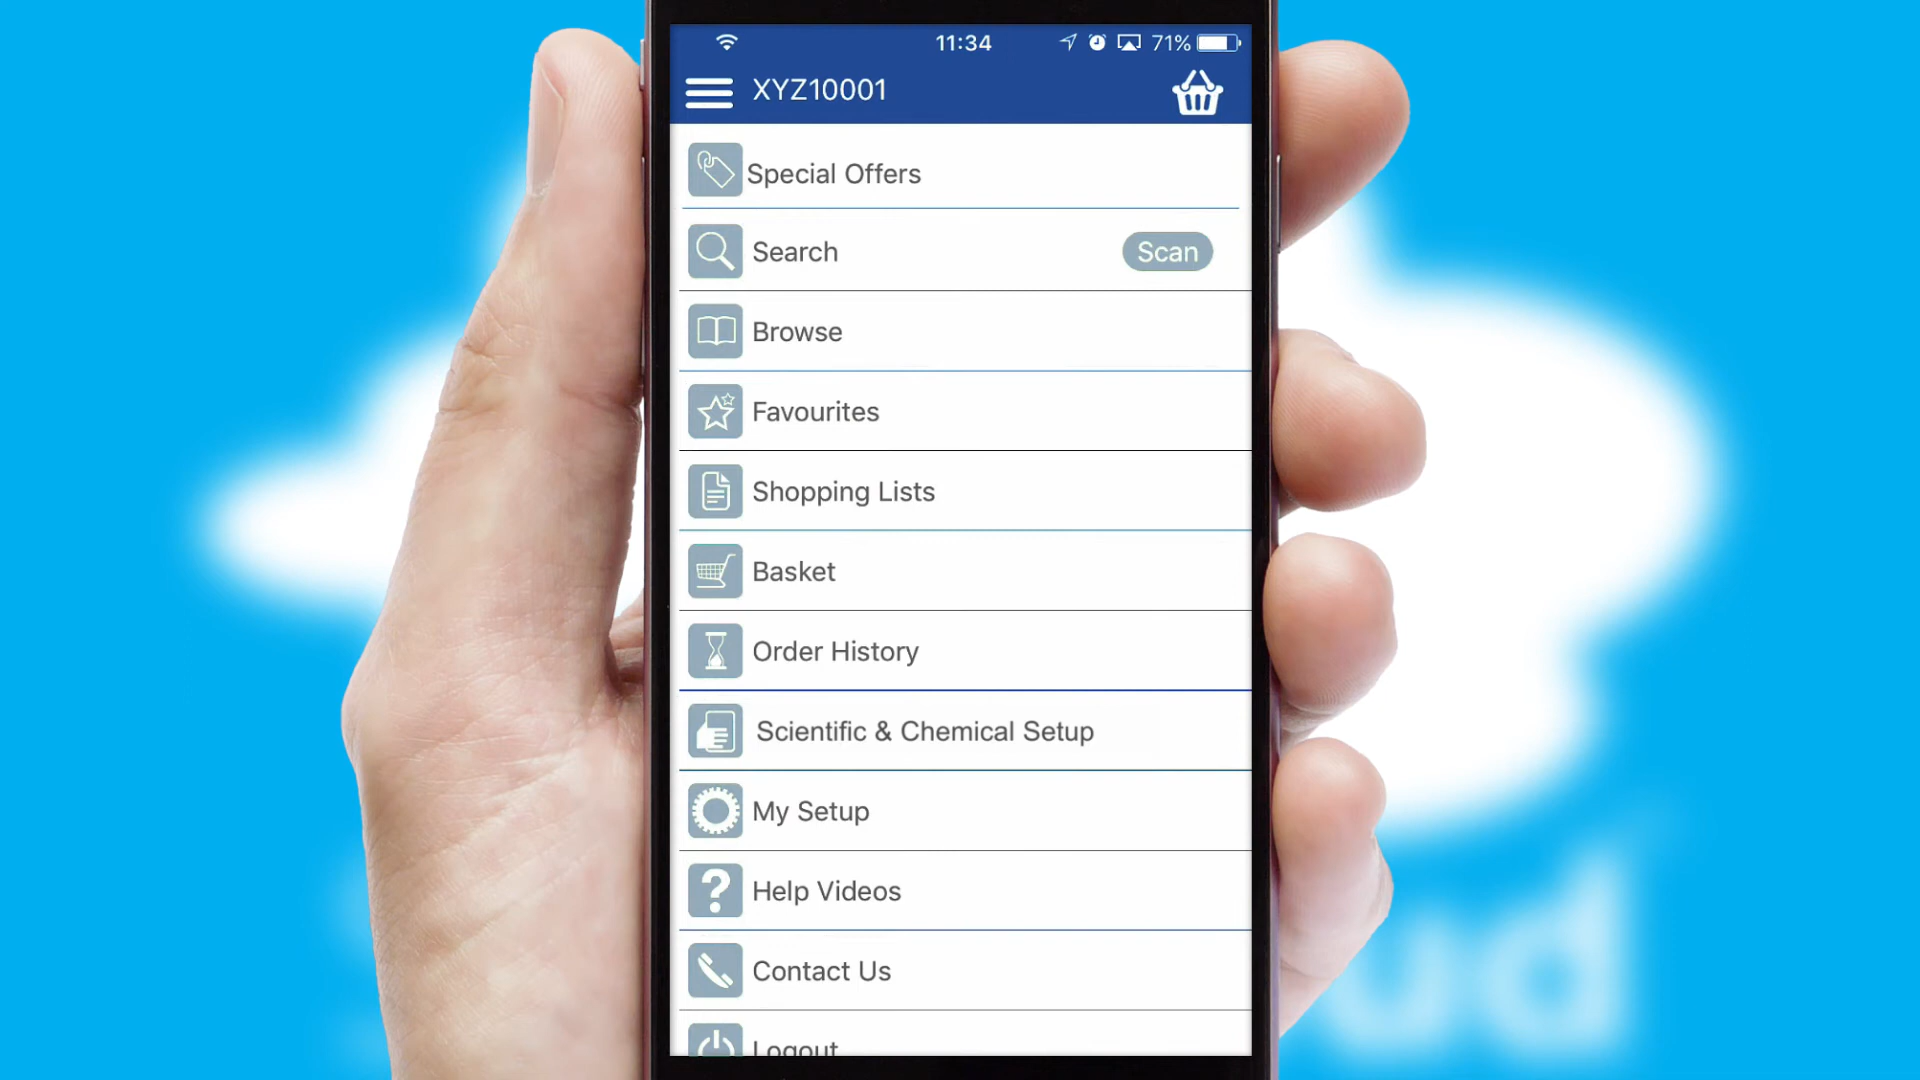 11:34
71%
XYZ10001
Special Offers
Search
Scan
Browse
Favourites
Shopping Lists
Basket
Order History
Scientific & Chemical Setup
My Setup
Help Videos
Contact Us
Logout
ud